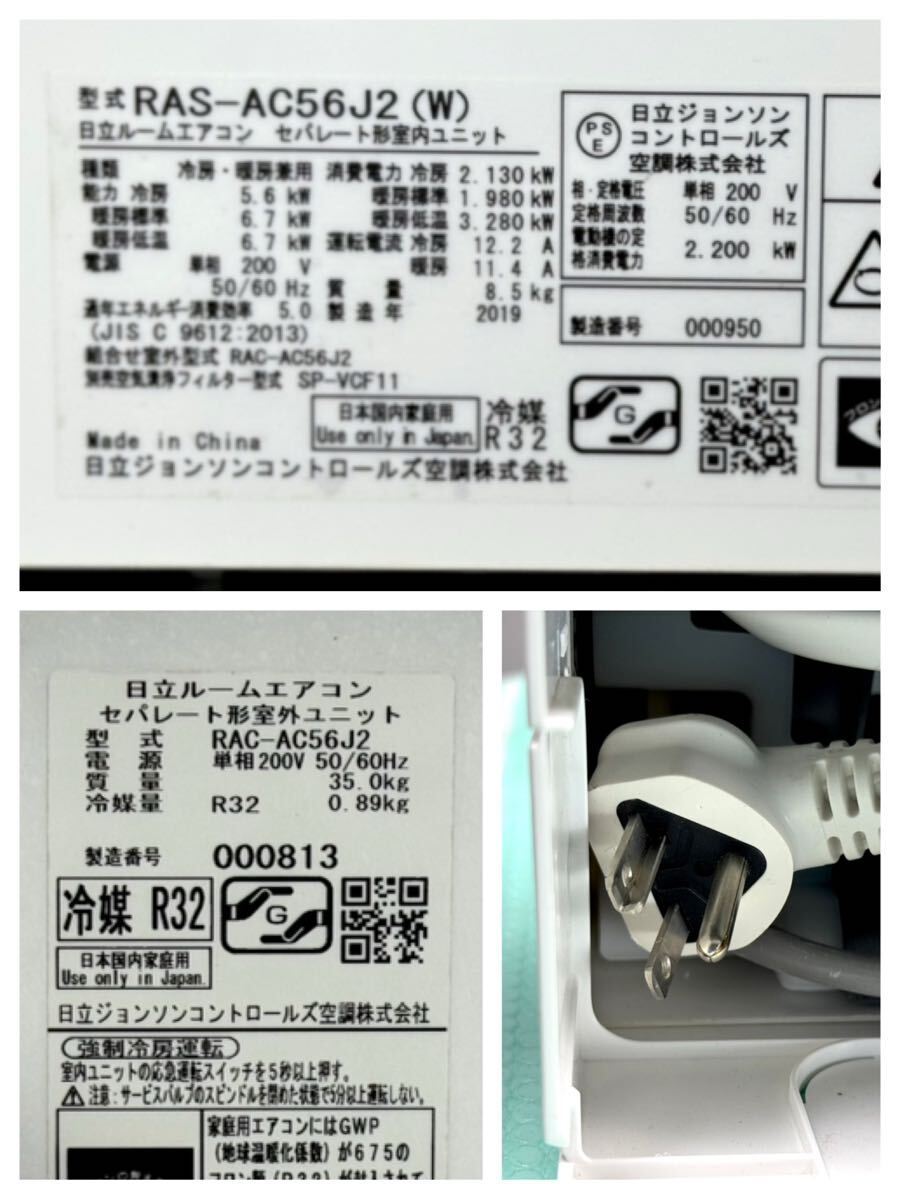 型式 RAS-AC56J2(W)
日立ルームエアコン セパレート形室内ユニット
種類 冷房・暖房兼用
能力 冷房 5.6 kW
暖房標準 6.7 kW
暖房低温 6.7 kW
電源 単相 200 V
50/60 Hz
通年エネルギー消費効率 5.0
(JIS C 9612:2013)
組合せ室外型式 RAC-AC56J2
別売空気清浄フィルター型式 SP-VCF11
消費電力 冷房 2.130 kW
暖房標準 1.980 kW
暖房低温 3.280 kW
運転電流 冷房 12.2 A
暖房 11.4 A
質量 8.5 kg
製造年 2019
Made in China
日本国内家庭用
Use only in Japan.
冷媒
R32
G
日立ジョンソンコントロールズ空調株式会社
PS
E
日立ジョンソン
コントロールズ
空調株式会社
相・定格電圧 単相 200 V
定格周波数 50/60 Hz
電動機の定
格消費電力 2.200 kW
製造番号 000950
フロン
日立ルームエアコン
セパレート形室外ユニット
型式 RAC-AC56J2
電源 単相200V 50/60Hz
質量 35.0kg
冷媒量 R32 0.89kg
製造番号 000813
冷媒 R32
G
日本国内家庭用
Use only in Japan.
日立ジョンソンコントロールズ空調株式会社
強制冷房運転
室内ユニットの応急運転スイッチを5秒以上押す。
注意:サービスバルブのスピンドルを閉めた状態で5分以上運転しない。
家庭用エアコンにはGWP
(地球温暖化係数)が675の
フロン類(R32)が封入されて